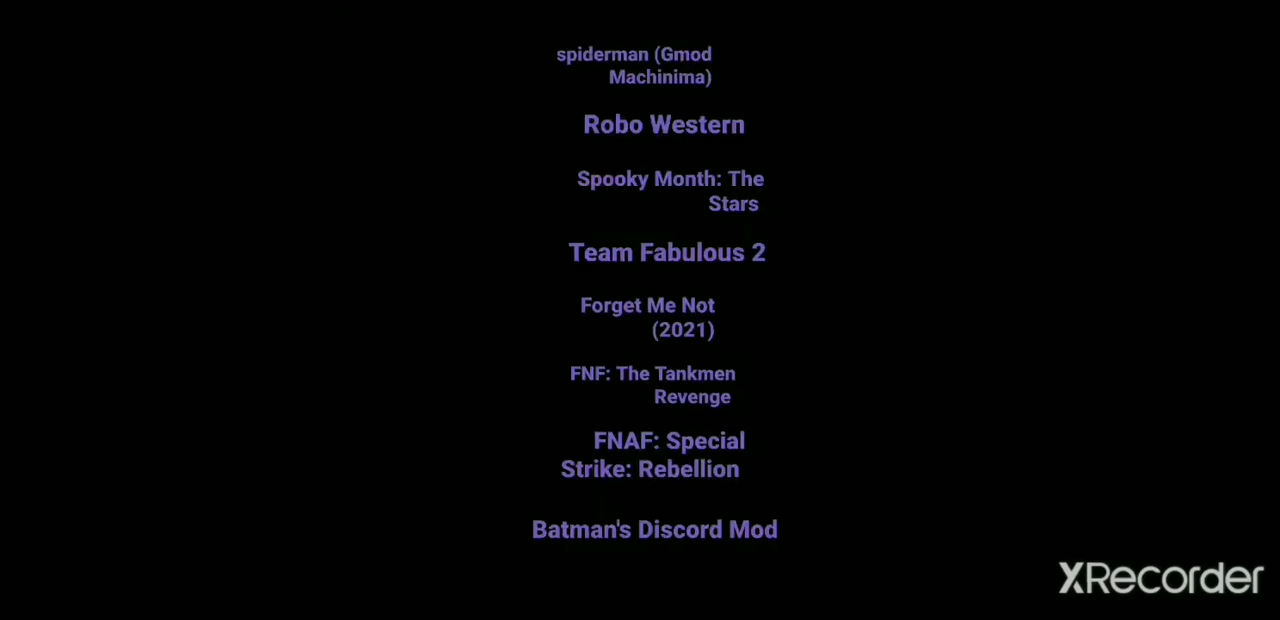 spiderman (Gmod
Machinima)
Robo Western
Spooky Month: The
Stars
Team Fabulous 2
Forget Me Not
(2021)
FNF: The Tankmen
Revenge
FNAF: Special
Strike: Rebellion
Batman's Discord Mod
XRecorder